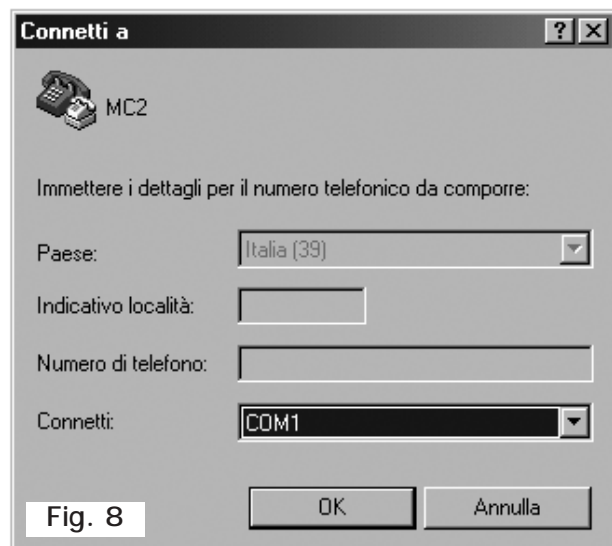 Connetti a
MC2
Immettere i dettagli per il numero telefonico da comporre:
Paese: Italia (39)
Indicativo località:
Numero di telefono:
Connetti: COM1
OK Annulla
Fig. 8